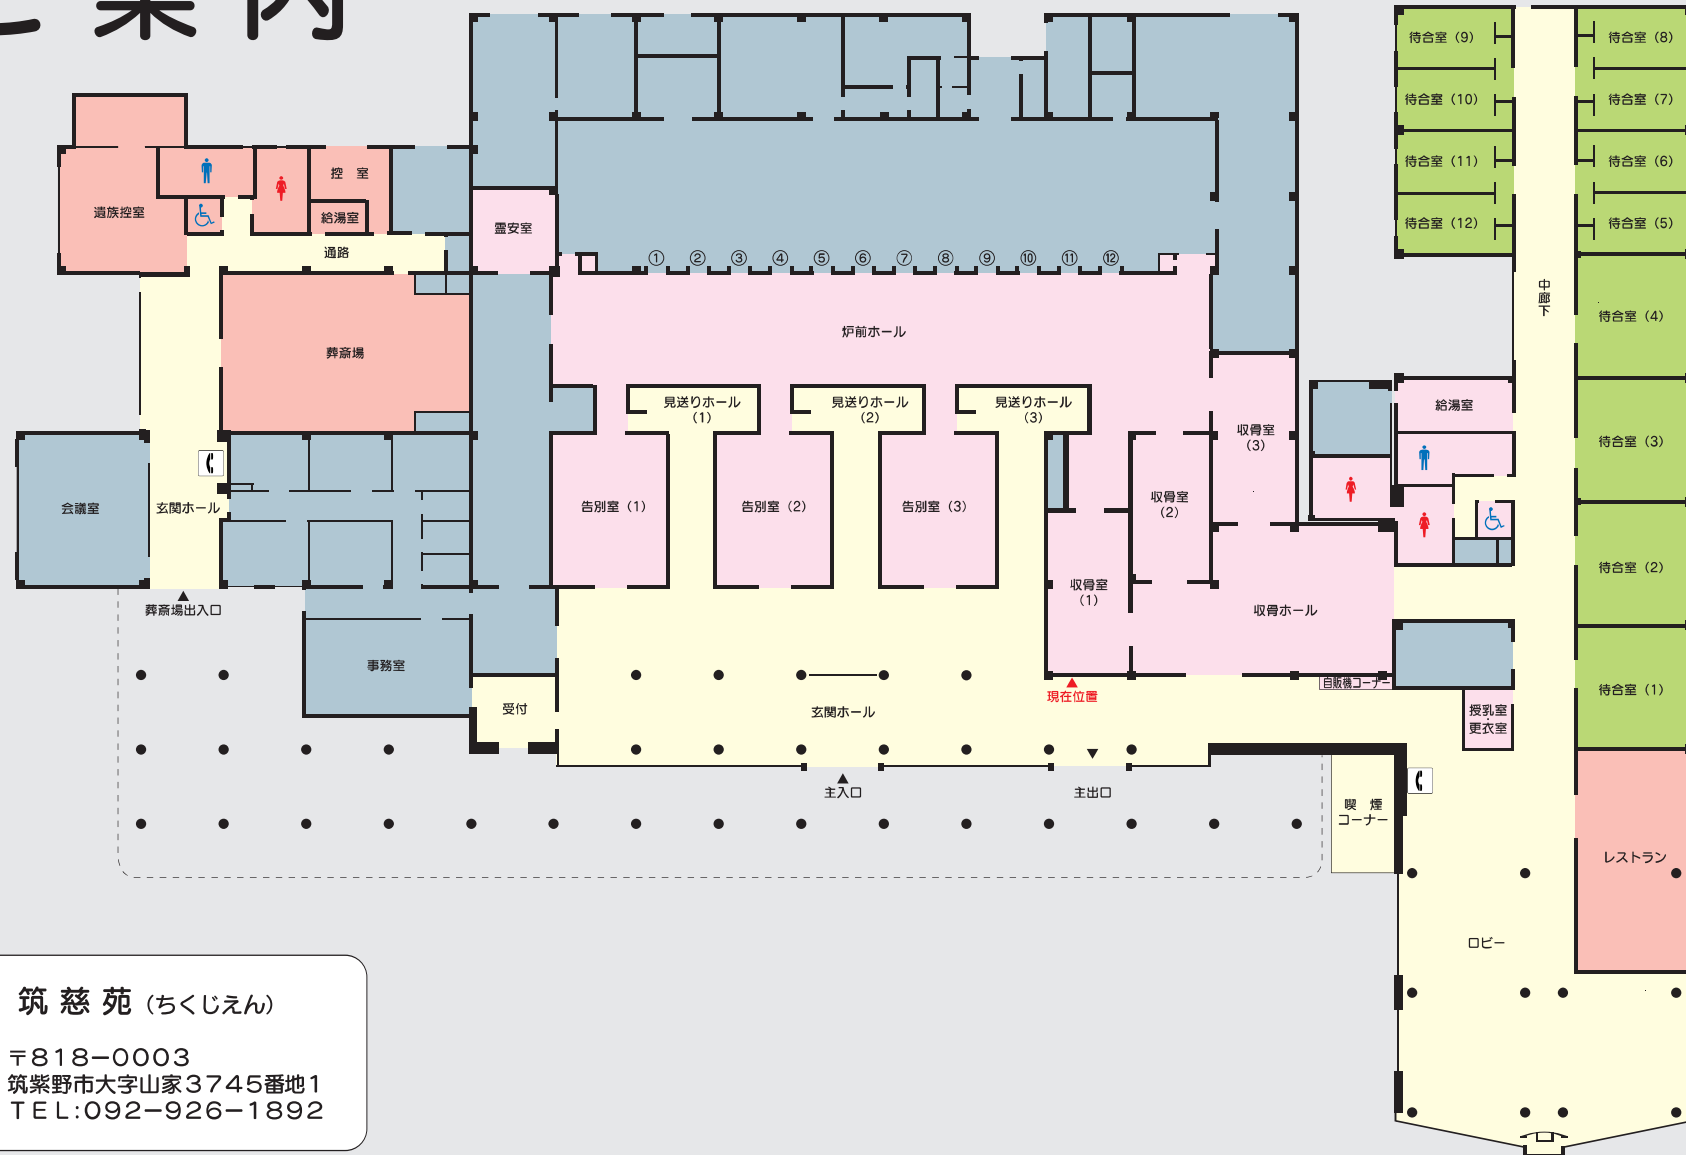 ご案内
待合室（9）
待合室（8）
待合室（10）
待合室（7）
待合室（11）
待合室（6）
待合室（12）
待合室（5）
控　室
遺族控室
給湯室
霊安室
通路
① ② ③ ④ ⑤ ⑥ ⑦ ⑧ ⑨ ⑩ ⑪ ⑫
中廊下
待合室（4）
炉前ホール
葬斎場
見送りホール
（1）
見送りホール
（2）
見送りホール
（3）
給湯室
収骨室
（3）
待合室（3）
会議室
玄関ホール
告別室（1）
告別室（2）
告別室（3）
収骨室
（2）
待合室（2）
収骨室
（1）
収骨ホール
葬斎場出入口
事務室
自販機コーナー
現在位置
待合室（1）
受付
玄関ホール
授乳室
・
更衣室
主入口
主出口
喫　煙
コーナー
レストラン
ロビー
筑慈苑（ちくじえん）
〒818−0003
筑紫野市大字山家3745番地1
TEL:092−926−1892